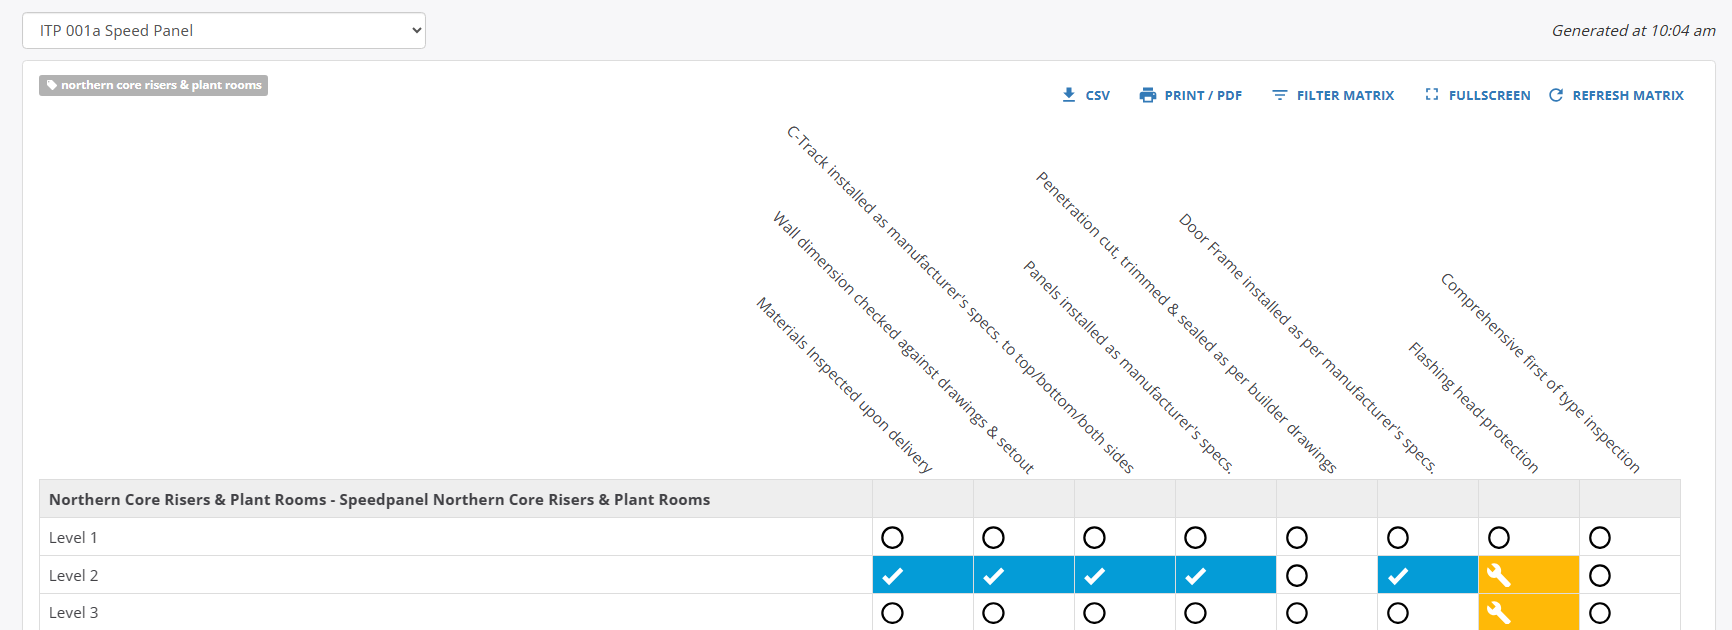 ITP 001a Speed Panel
Generated at 10:04 am
northern core risers & plant rooms
CSV
PRINT / PDF
FILTER MATRIX
FULLSCREEN
REFRESH MATRIX
Materials Inspected upon delivery
Wall dimension checked against drawings & setout
C-Track installed as manufacturer's specs. to top/bottom/both sides
Panels installed as manufacturer's specs.
Penetration cut, trimmed & sealed as per builder drawings
Door Frame installed as per manufacturer's specs.
Flashing head-protection
Comprehensive first of type inspection
Northern Core Risers & Plant Rooms - Speedpanel Northern Core Risers & Plant Rooms
Level 1
Level 2
Level 3